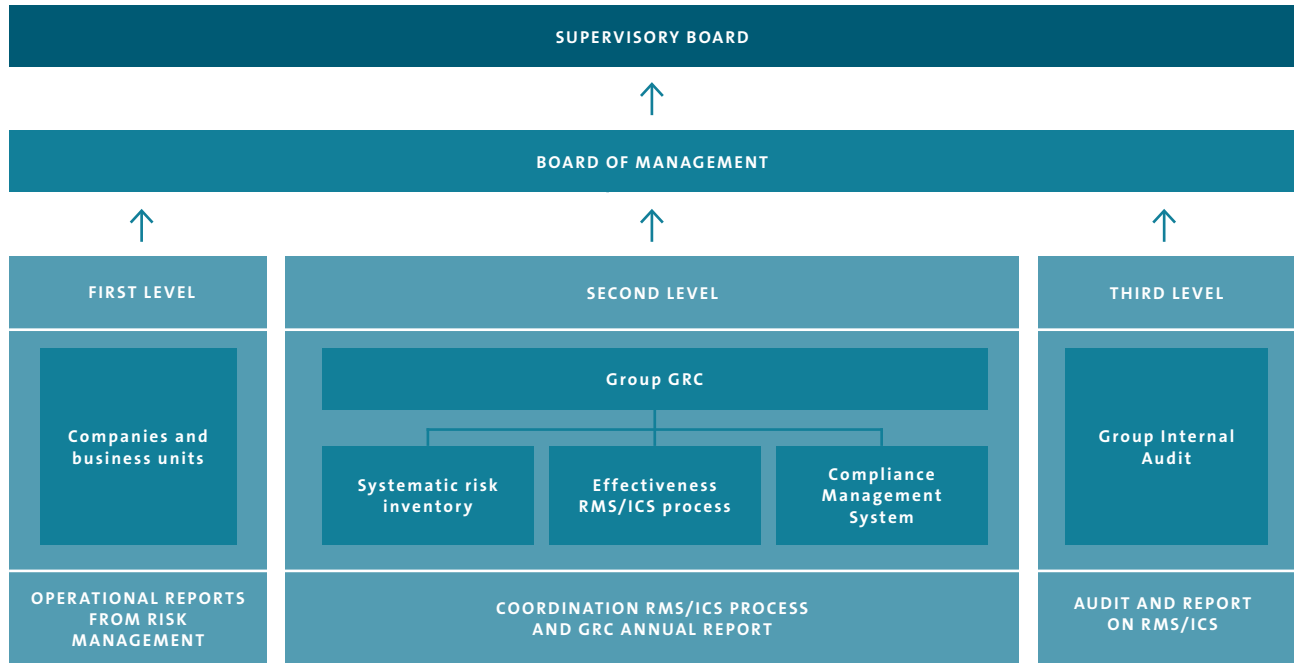 SUPERVISORY BOARD
BOARD OF MANAGEMENT
FIRST LEVEL
Companies and
business units
OPERATIONAL REPORTS
FROM RISK
MANAGEMENT
SECOND LEVEL
Group GRC
Systematic risk
inventory
Effectiveness
RMS/ICS process
Compliance
Management
System
COORDINATION RMS/ICS PROCESS
AND GRC ANNUAL REPORT
THIRD LEVEL
Group Internal
Audit
AUDIT AND REPORT
ON RMS/ICS